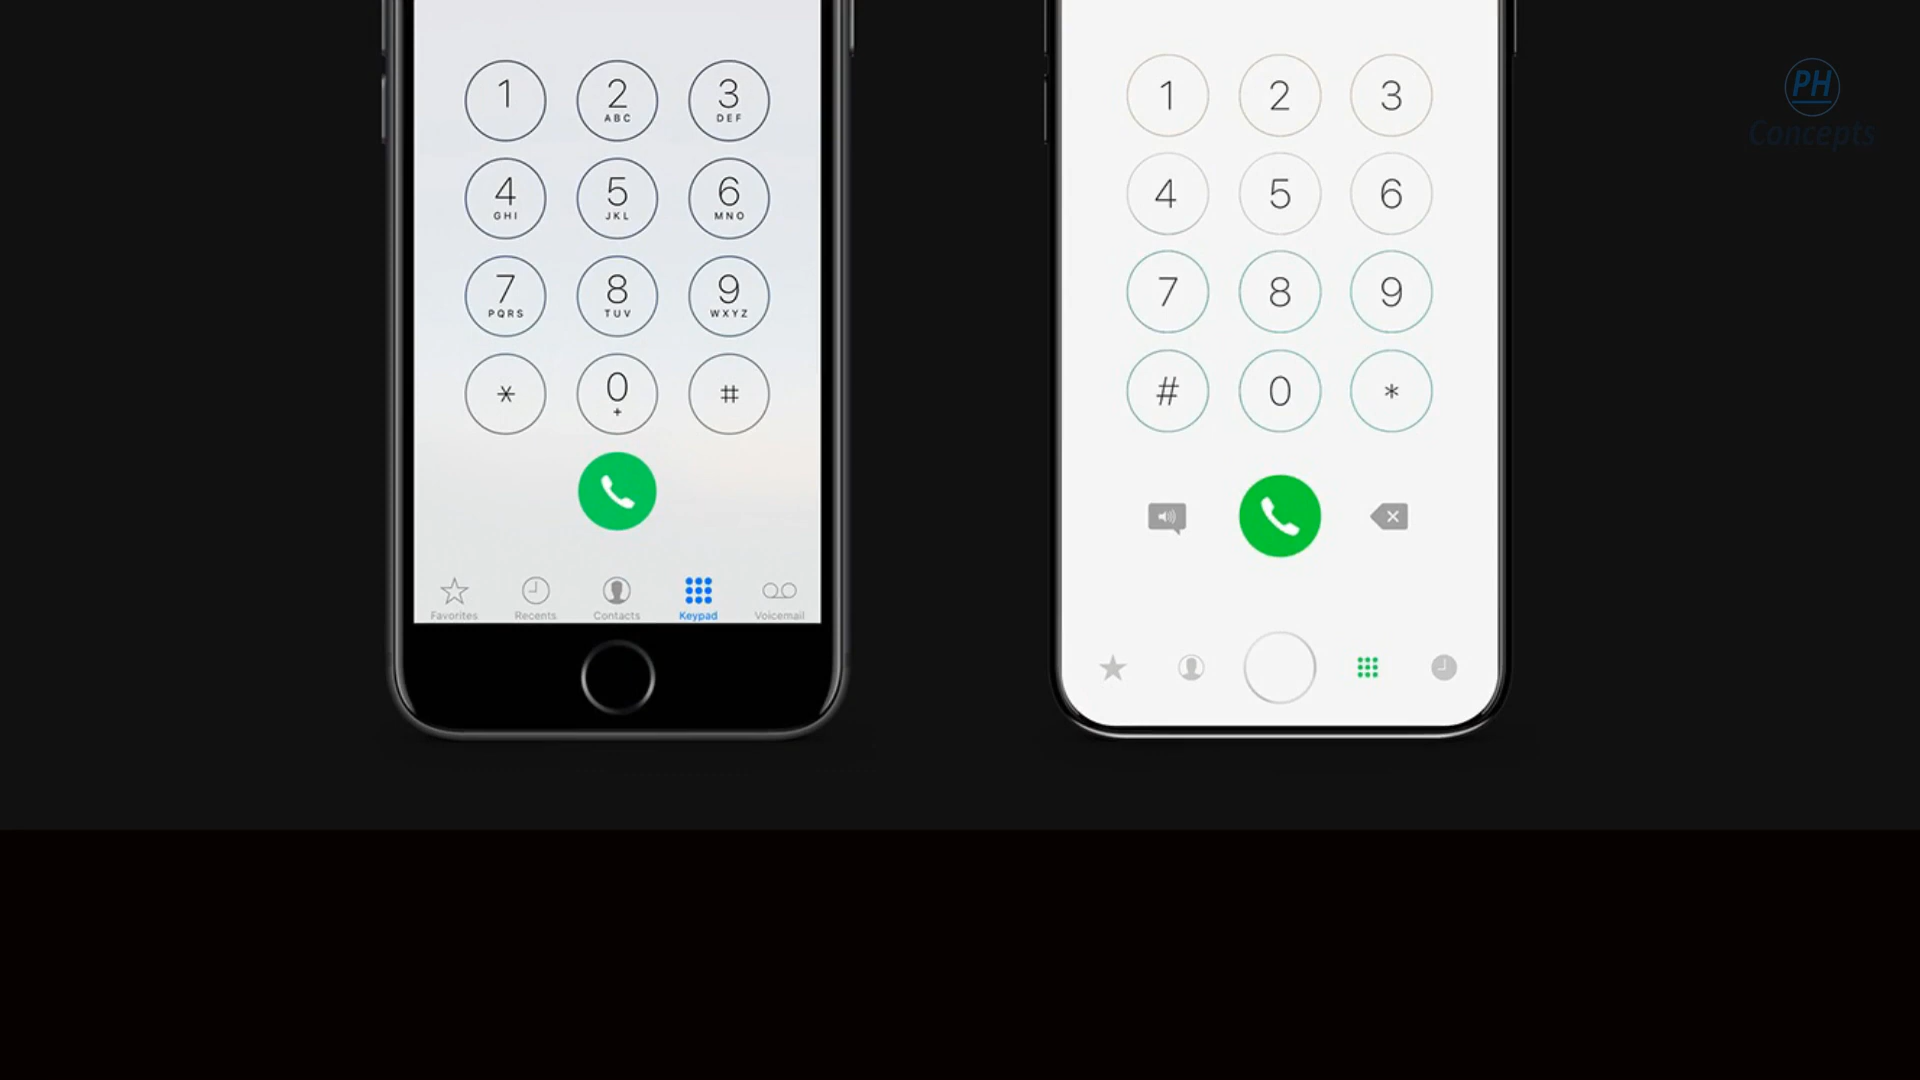 1 2 3
ABC DEF
4 5 6
GHI JKL MNO
7 8 9
PQRS TUV WXYZ
* 0 #
+
Favorites Recents Contacts Keypad Voicemail
1 2 3
4 5 6
7 8 9
# 0 *
PH
Concepts